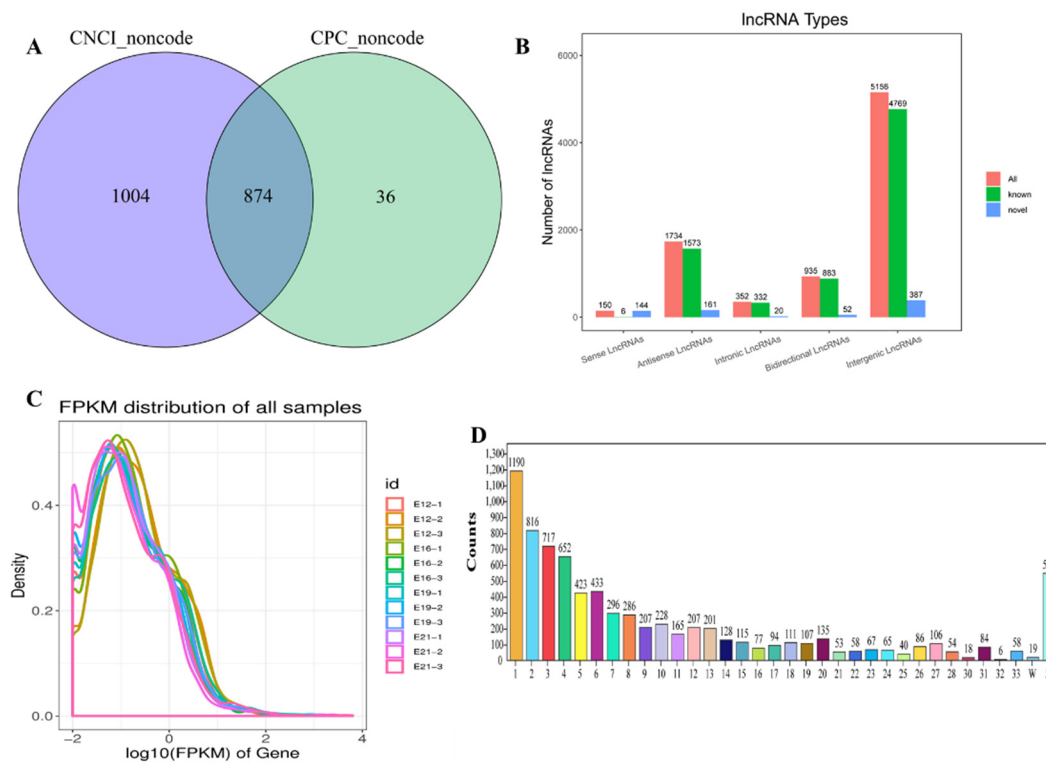 A
CNCI_noncode
CPC_noncode
1004
874
36
B
lncRNA Types
Number of lncRNAs
6000
4000
2000
0
150
6
144
1734
1573
161
352
332
20
935
883
52
5156
4769
387
Sense LncRNAs
Antisense LncRNAs
Intronic LncRNAs
Bidirectional LncRNAs
Intergenic LncRNAs
All
known
novel
C
FPKM distribution of all samples
Density
0.4
0.2
0.0
-2
0
2
4
log10(FPKM) of Gene
id
E12-1
E12-2
E12-3
E16-1
E16-2
E16-3
E19-1
E19-2
E19-3
E21-1
E21-2
E21-3
D
Counts
1,300
1,200
1,100
1,000
900
800
700
600
500
400
300
200
100
0
1190
816
717
652
423
433
296
286
207
228
165
207
201
128
115
77
94
111
107
135
53
58
67
65
40
86
106
54
18
84
6
58
19
1 2 3 4 5 6 7 8 9 10 11 12 13 14 15 16 17 18 19 20 21 22 23 24 25 26 27 28 30 31 32 33 W